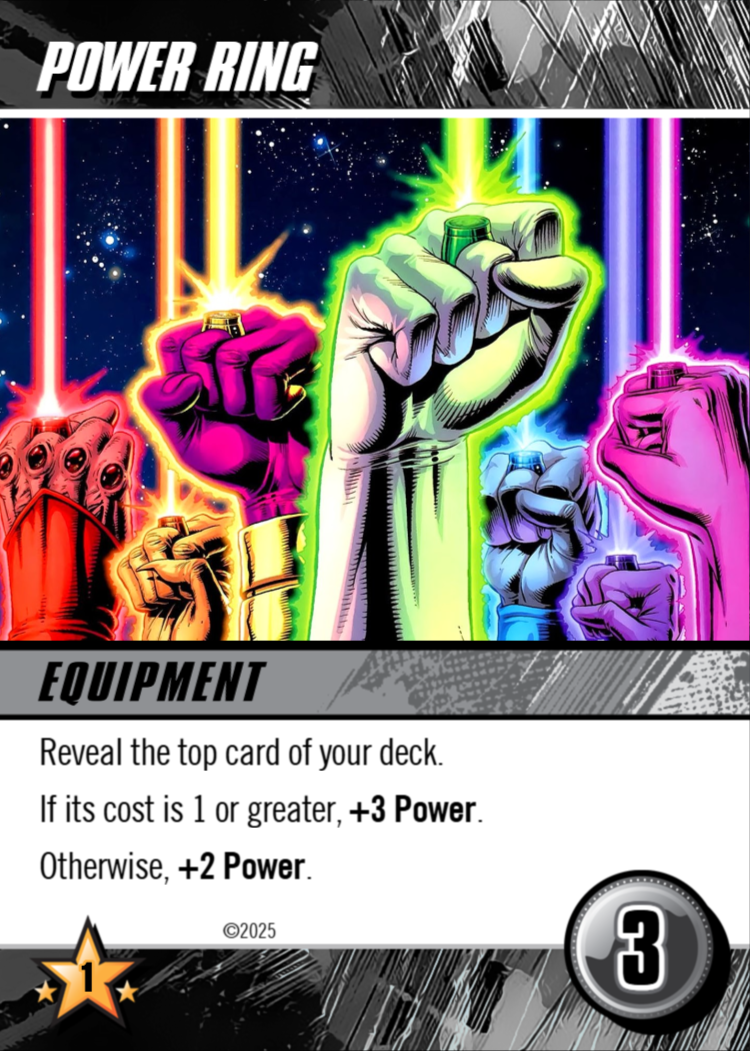 POWER RING
EQUIPMENT
Reveal the top card of your deck.
If its cost is 1 or greater, +3 Power.
Otherwise, +2 Power.
©2025
1
3